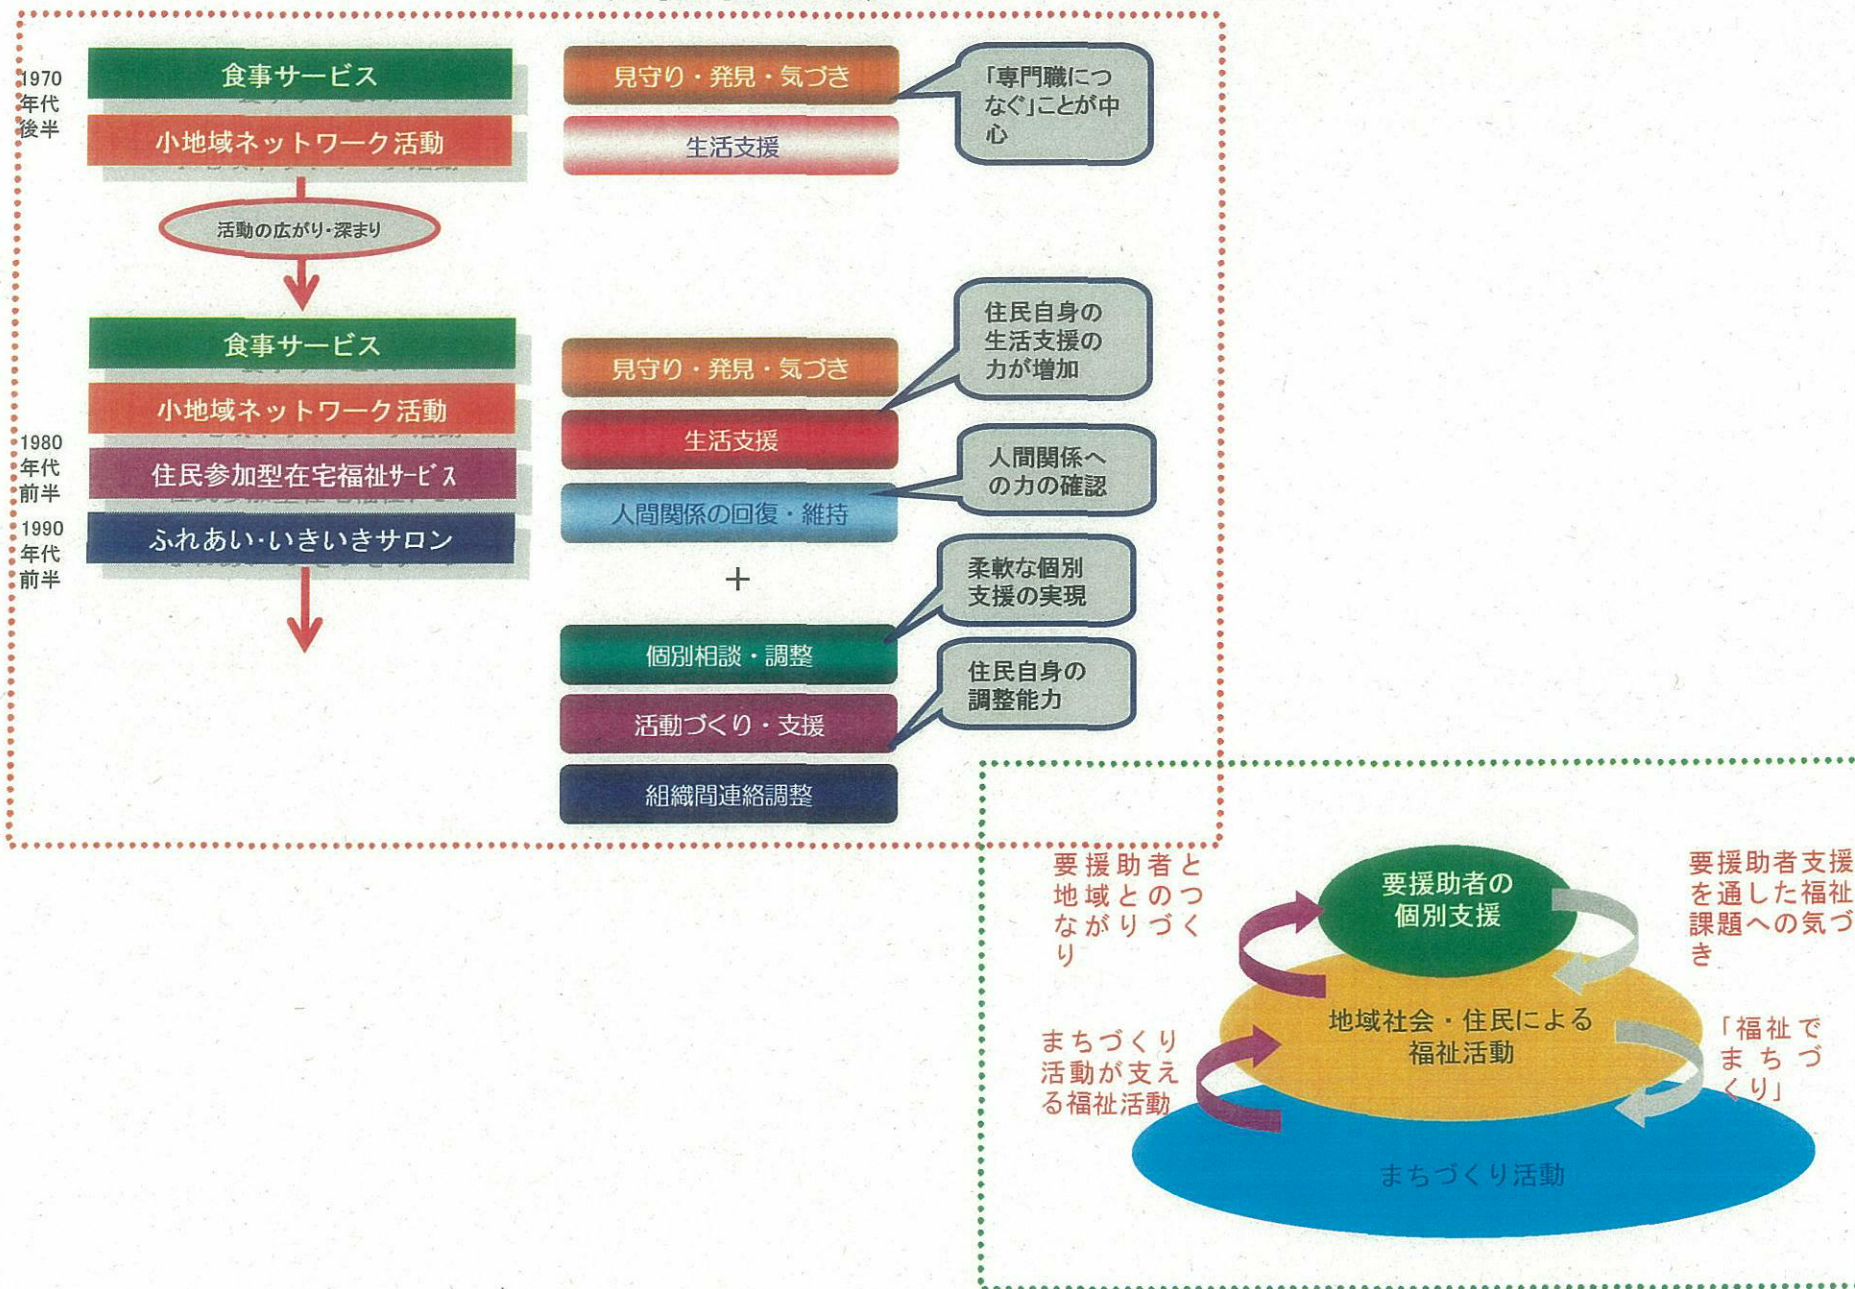 1970
年代
後半
食事サービス
小地域ネットワーク活動
見守り・発見・気づき
生活支援
「専門職につ
なぐ」ことが中
心
活動の広がり・深まり
食事サービス
小地域ネットワーク活動
1980
年代
前半
住民参加型在宅福祉サービス
1990
年代
前半
ふれあい・いきいきサロン
見守り・発見・気づき
生活支援
人間関係の回復・維持
+
個別相談・調整
活動づくり・支援
組織間連絡調整
住民自身の
生活支援の
力が増加
人間関係へ
の力の確認
柔軟な個別
支援の実現
住民自身の
調整能力
要援助者と
地域とのつ
ながりづく
り
要援助者の
個別支援
要援助者支援
を通した福祉
課題への気づ
き
まちづくり
活動が支え
る福祉活動
地域社会・住民による
福祉活動
「福祉で
まちづ
くり」
まちづくり活動